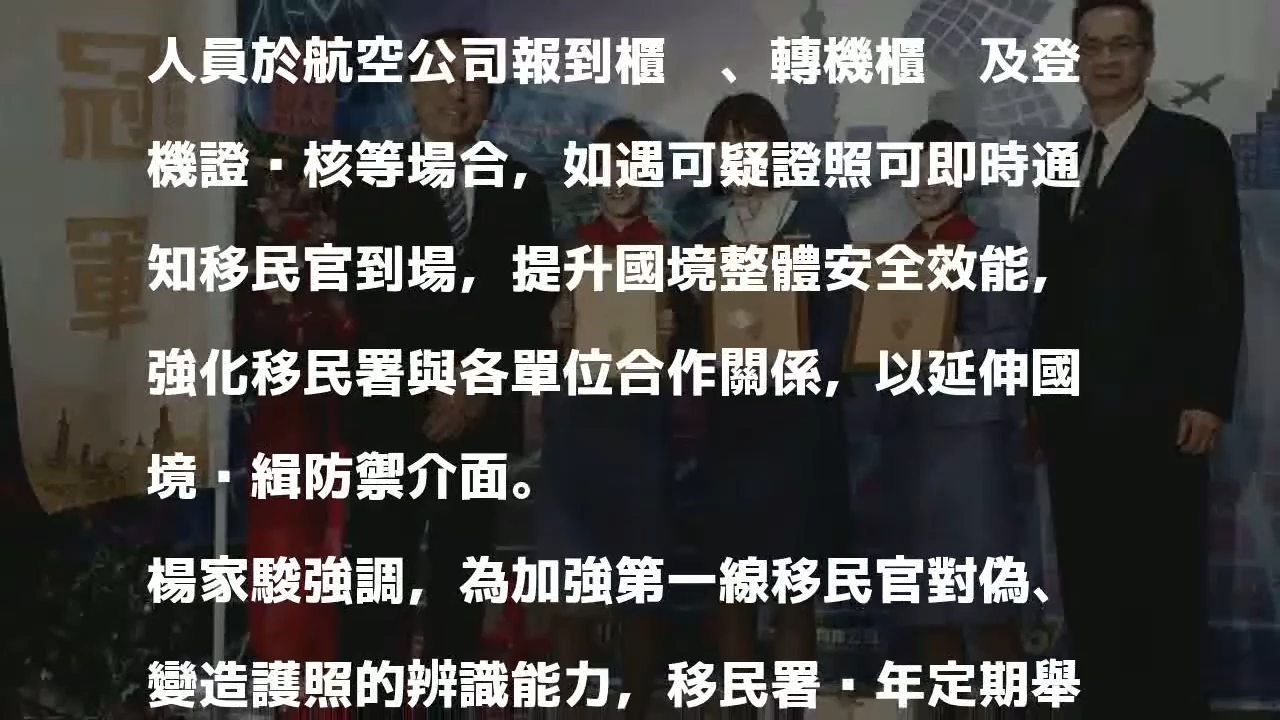 人員於航空公司報到櫃　、轉機櫃　及登
機證·核等場合，如遇可疑證照可即時通
知移民官到場，提升國境整體安全效能，
強化移民署與各單位合作關係，以延伸國
境·緝防禦介面。
楊家駿強調，為加強第一線移民官對偽、
變造護照的辨識能力，移民署·年定期舉
冠
軍